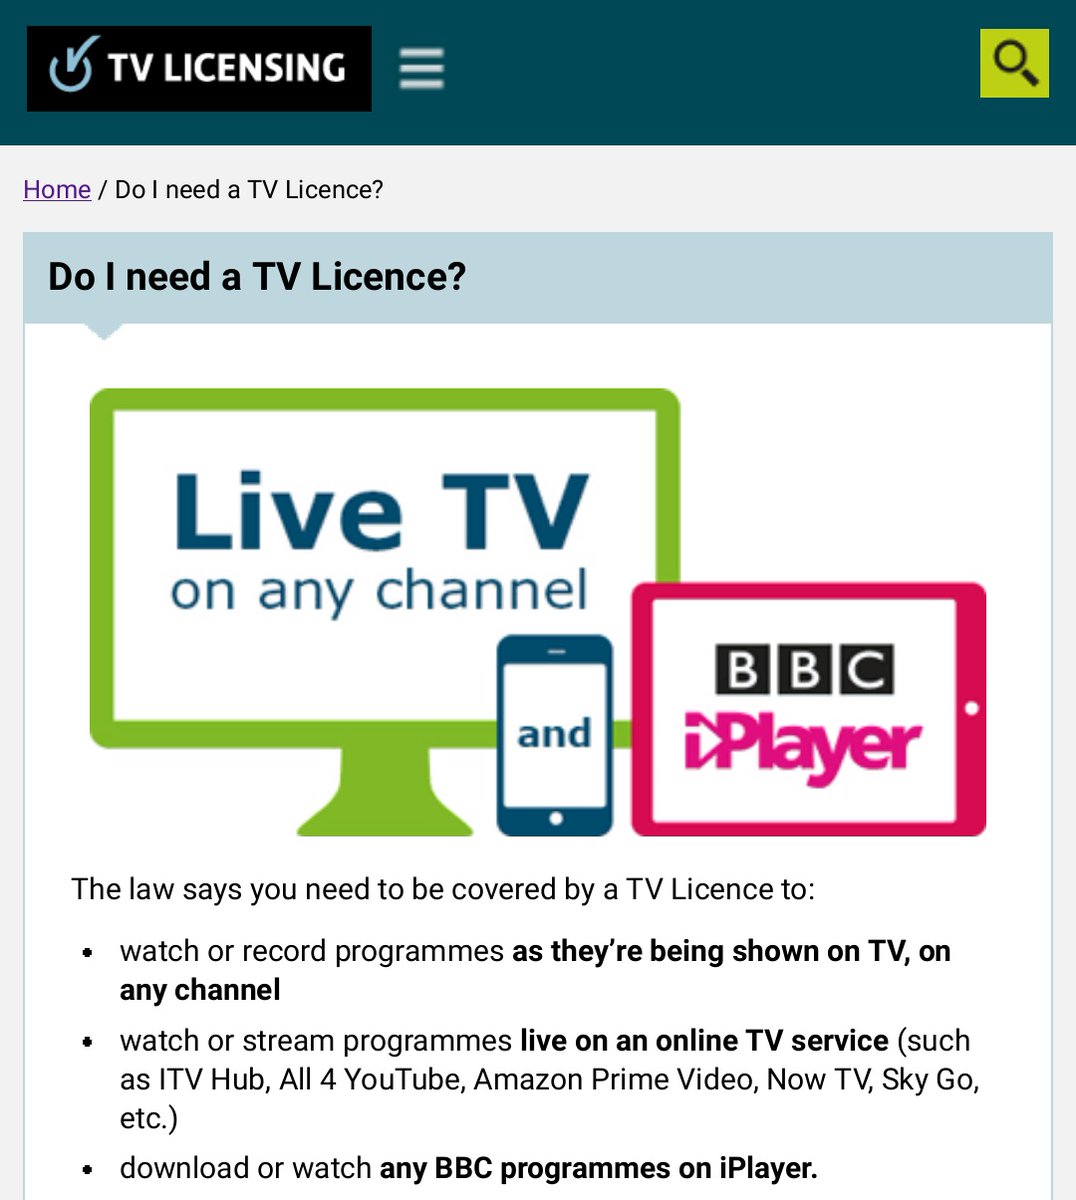 TV LICENSING
Home / Do I need a TV Licence?
Do I need a TV Licence?
Live TV
on any channel
and
BBC
iPlayer
The law says you need to be covered by a TV Licence to:
• watch or record programmes as they’re being shown on TV, on
any channel
• watch or stream programmes live on an online TV service (such
as ITV Hub, All 4 YouTube, Amazon Prime Video, Now TV, Sky Go,
etc.)
• download or watch any BBC programmes on iPlayer.